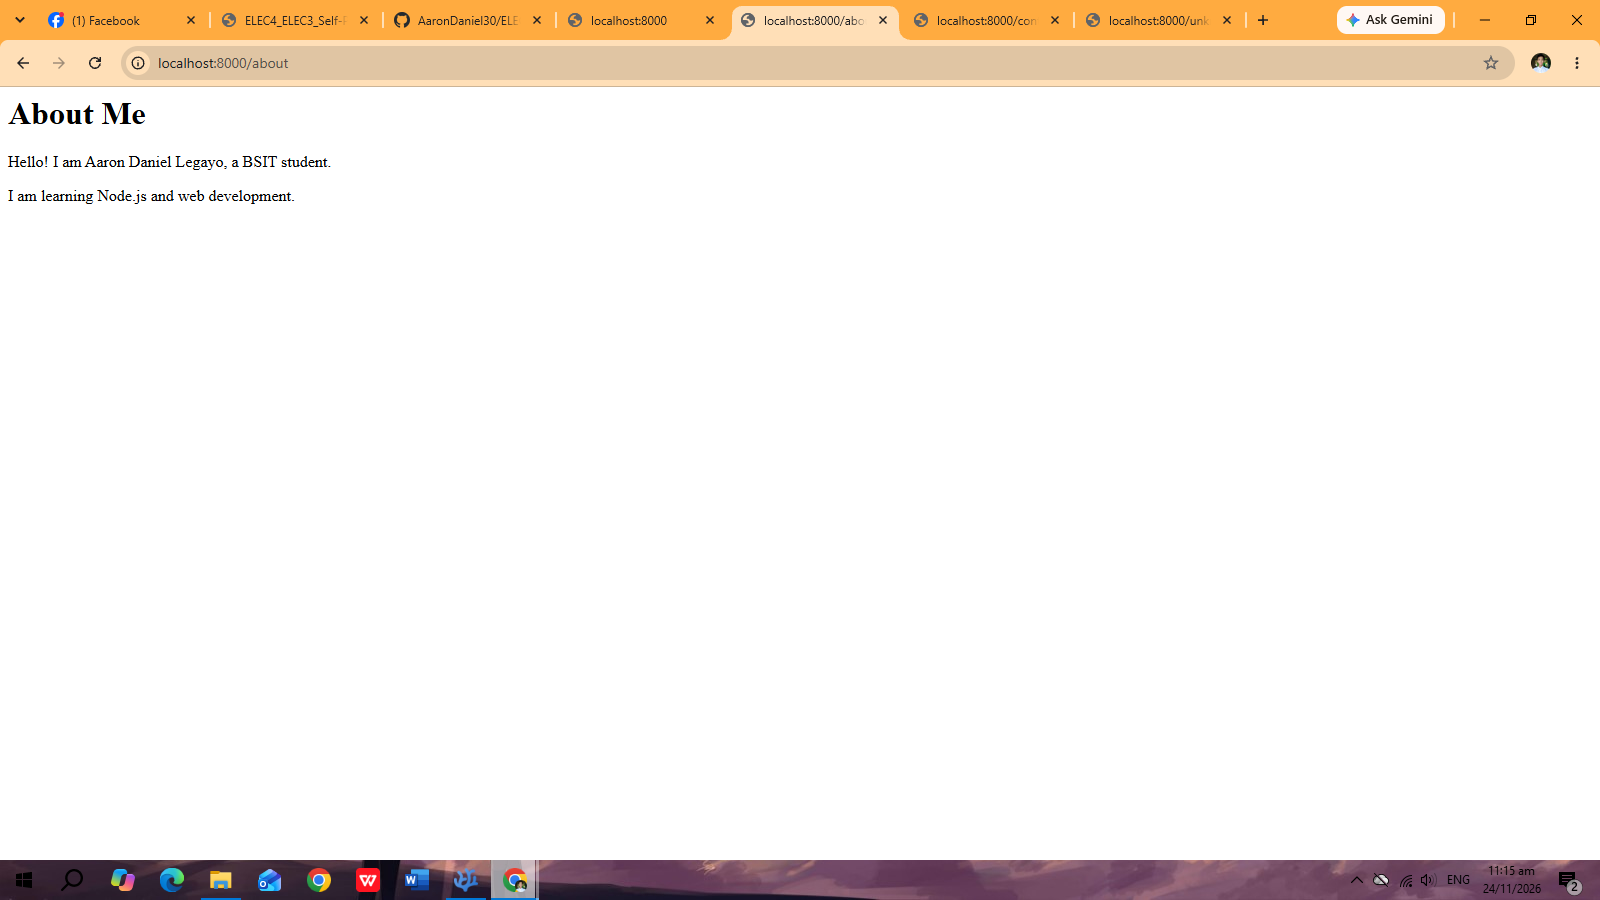 (1) Facebook
ELEC4_ELEC3_Self-
AaronDaniel30/ELE
localhost:8000
localhost:8000/abo
localhost:8000/con
localhost:8000/unk
Ask Gemini
localhost:8000/about
About Me
Hello! I am Aaron Daniel Legayo, a BSIT student.
I am learning Node.js and web development.
ENG
11:15 am
24/11/2026
2